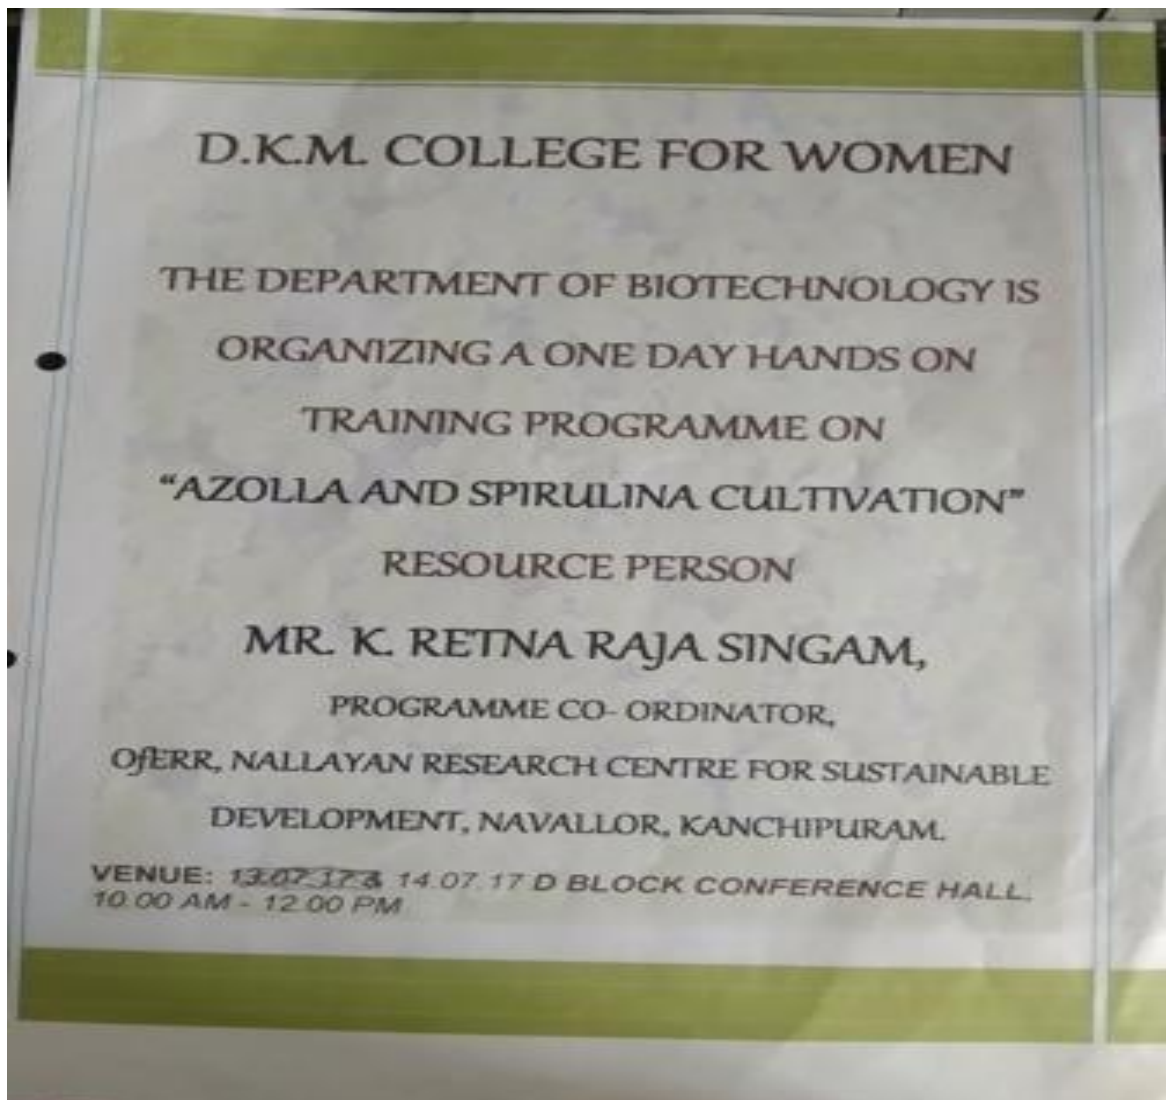 D.K.M. COLLEGE FOR WOMEN
THE DEPARTMENT OF BIOTECHNOLOGY IS
ORGANIZING A ONE DAY HANDS ON
TRAINING PROGRAMME ON
“AZOLLA AND SPIRULINA CULTIVATION”
RESOURCE PERSON
MR. K. RETNA RAJA SINGAM,
PROGRAMME CO- ORDINATOR,
OfERR, NALLAYAN RESEARCH CENTRE FOR SUSTAINABLE
DEVELOPMENT, NAVALLOR, KANCHIPURAM.
VENUE: 13.07.17 & 14.07.17 D BLOCK CONFERENCE HALL.
10.00 AM - 12.00 PM